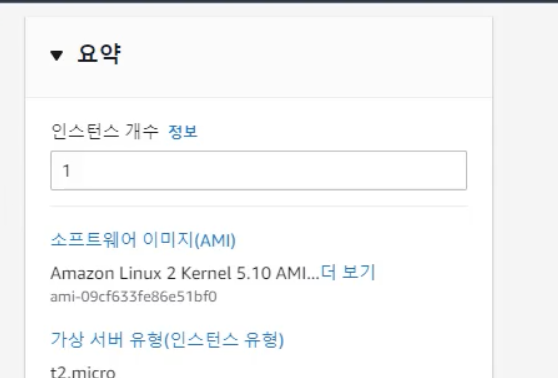 ▼ 요약
인스턴스 개수 정보
1
소프트웨어 이미지(AMI)
Amazon Linux 2 Kernel 5.10 AMI...더 보기
ami-09cf633fe86e51bf0
가상 서버 유형(인스턴스 유형)
t2.micro